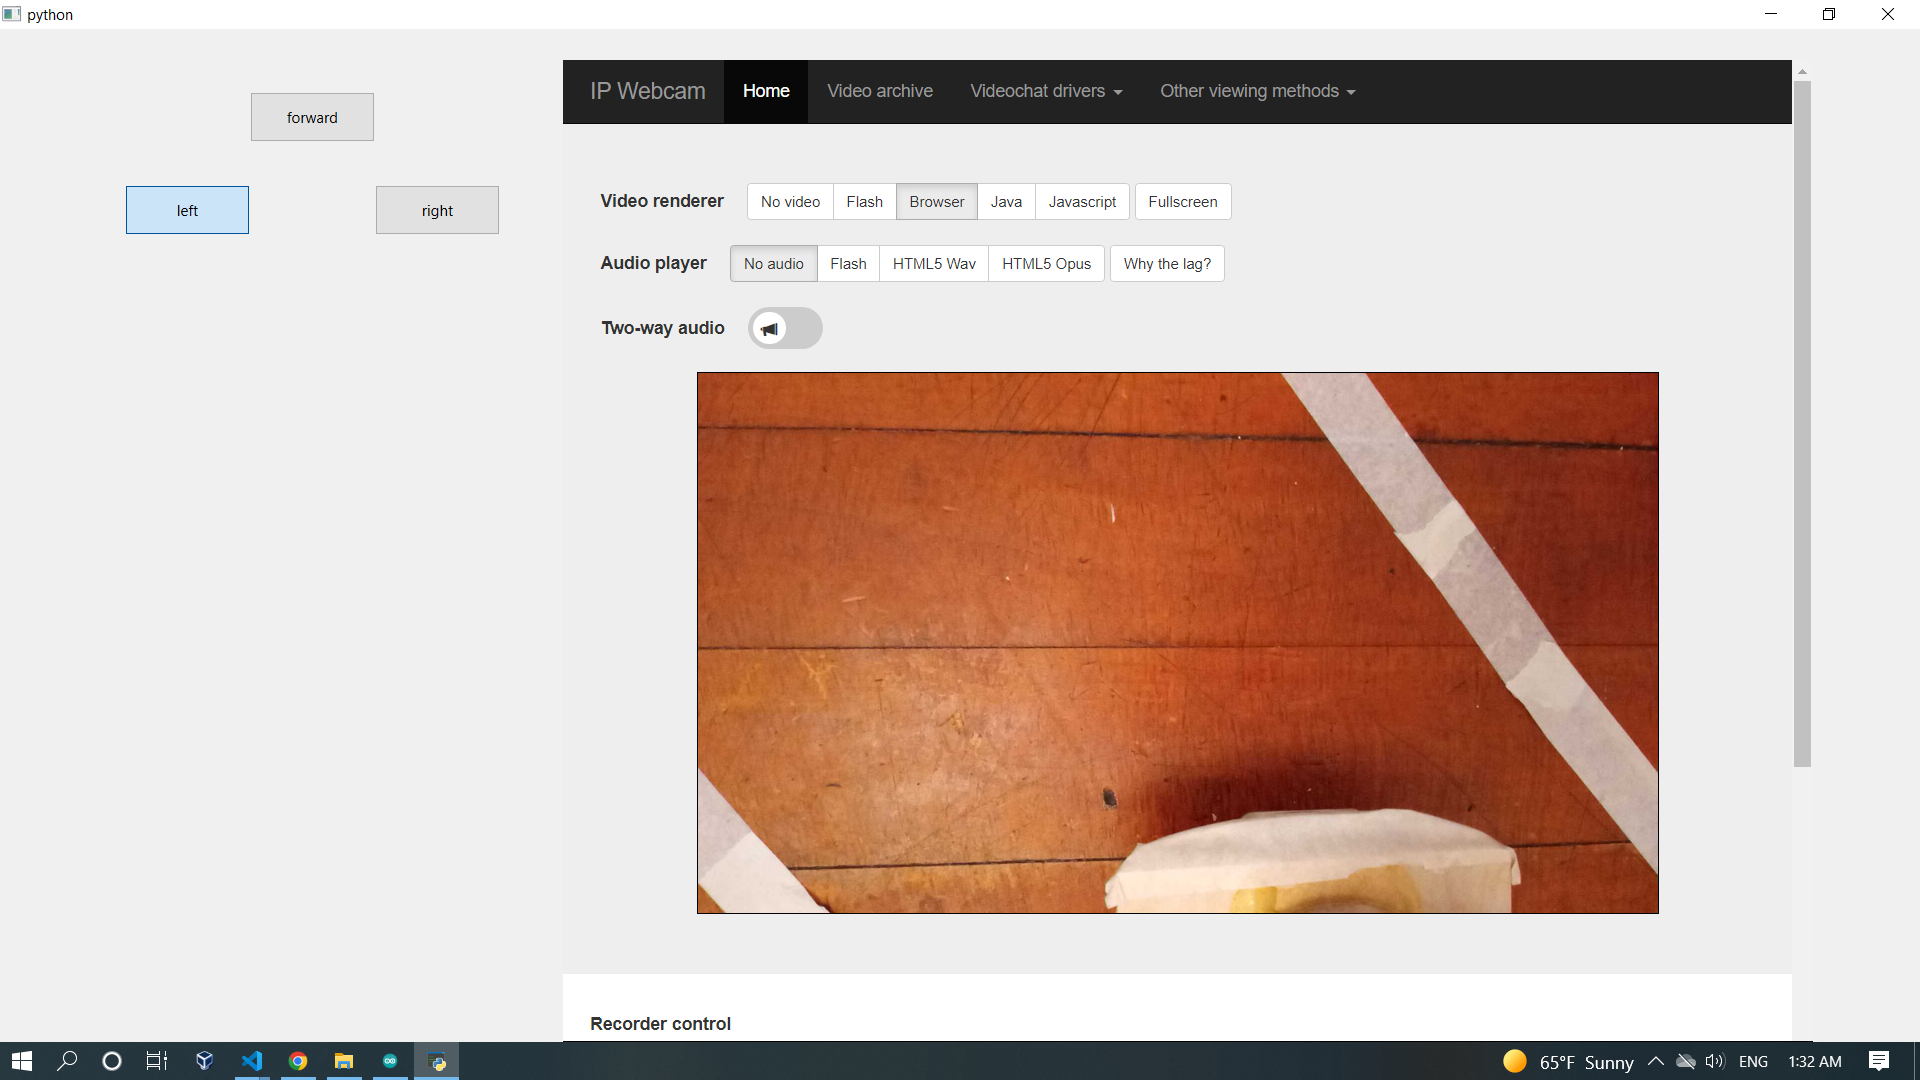 python
forward
left
right
IP Webcam Home Video archive Videochat drivers Other viewing methods
Video renderer No video Flash Browser Java Javascript Fullscreen
Audio player No audio Flash HTML5 Wav HTML5 Opus Why the lag?
Two-way audio
Recorder control
65°F Sunny ENG 1:32 AM